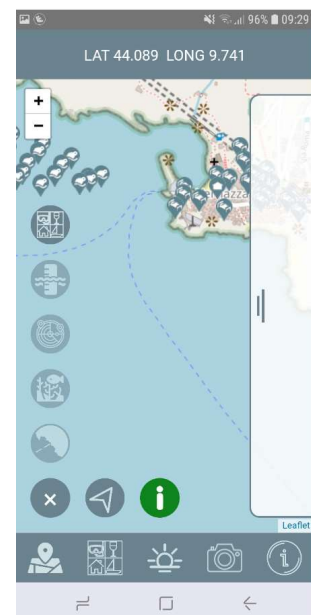 96% 09:29
LAT 44.089 LONG 9.741
+
−
azza
×
i
Leaflet
i